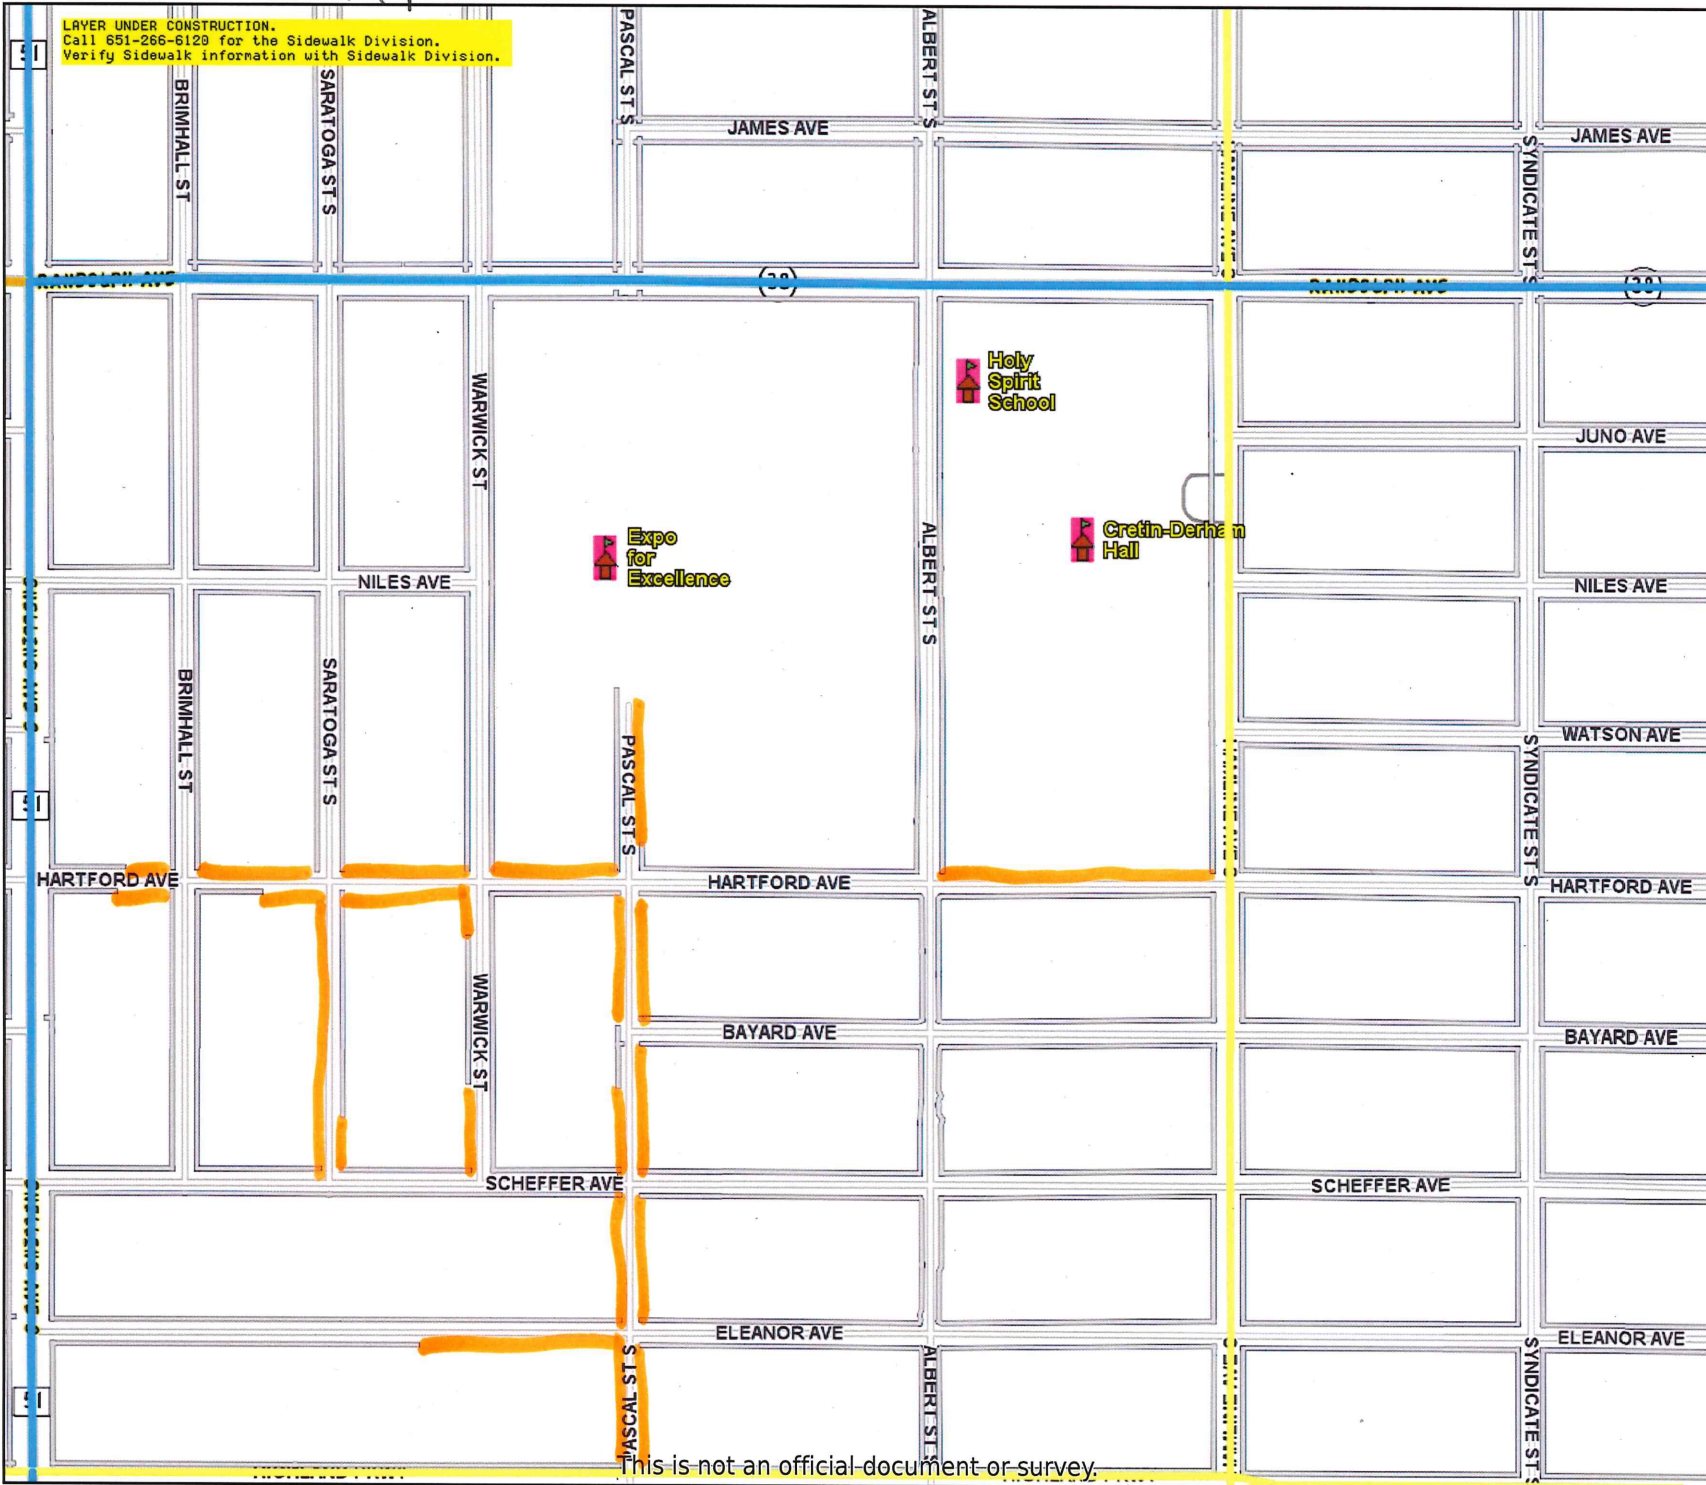 LAYER UNDER CONSTRUCTION.
Call 651-266-6120 for the Sidewalk Division.
Verify Sidewalk information with Sidewalk Division.
51
BRIMHALL ST
SARATOGA ST S
PASCAL ST S
ALBERT ST S
JAMES AVE
JAMES AVE
SYNDICATE ST S
RANDOLPH AVE
38
RANDOLPH AVE
38
Holy
Spirit
School
WARWICK ST
JUNO AVE
Expo
for
Excellence
Cretin-Derham
Hall
ALBERT ST S
NILES AVE
NILES AVE
BRIMHALL ST
SARATOGA ST S
PASCAL ST S
WATSON AVE
SYNDICATE ST S
51
HARTFORD AVE
HARTFORD AVE
HARTFORD AVE
WARWICK ST
BAYARD AVE
BAYARD AVE
SCHEFFER AVE
SCHEFFER AVE
ELEANOR AVE
ELEANOR AVE
51
PASCAL ST S
ALBERT ST S
SYNDICATE ST S
This is not an official document or survey.